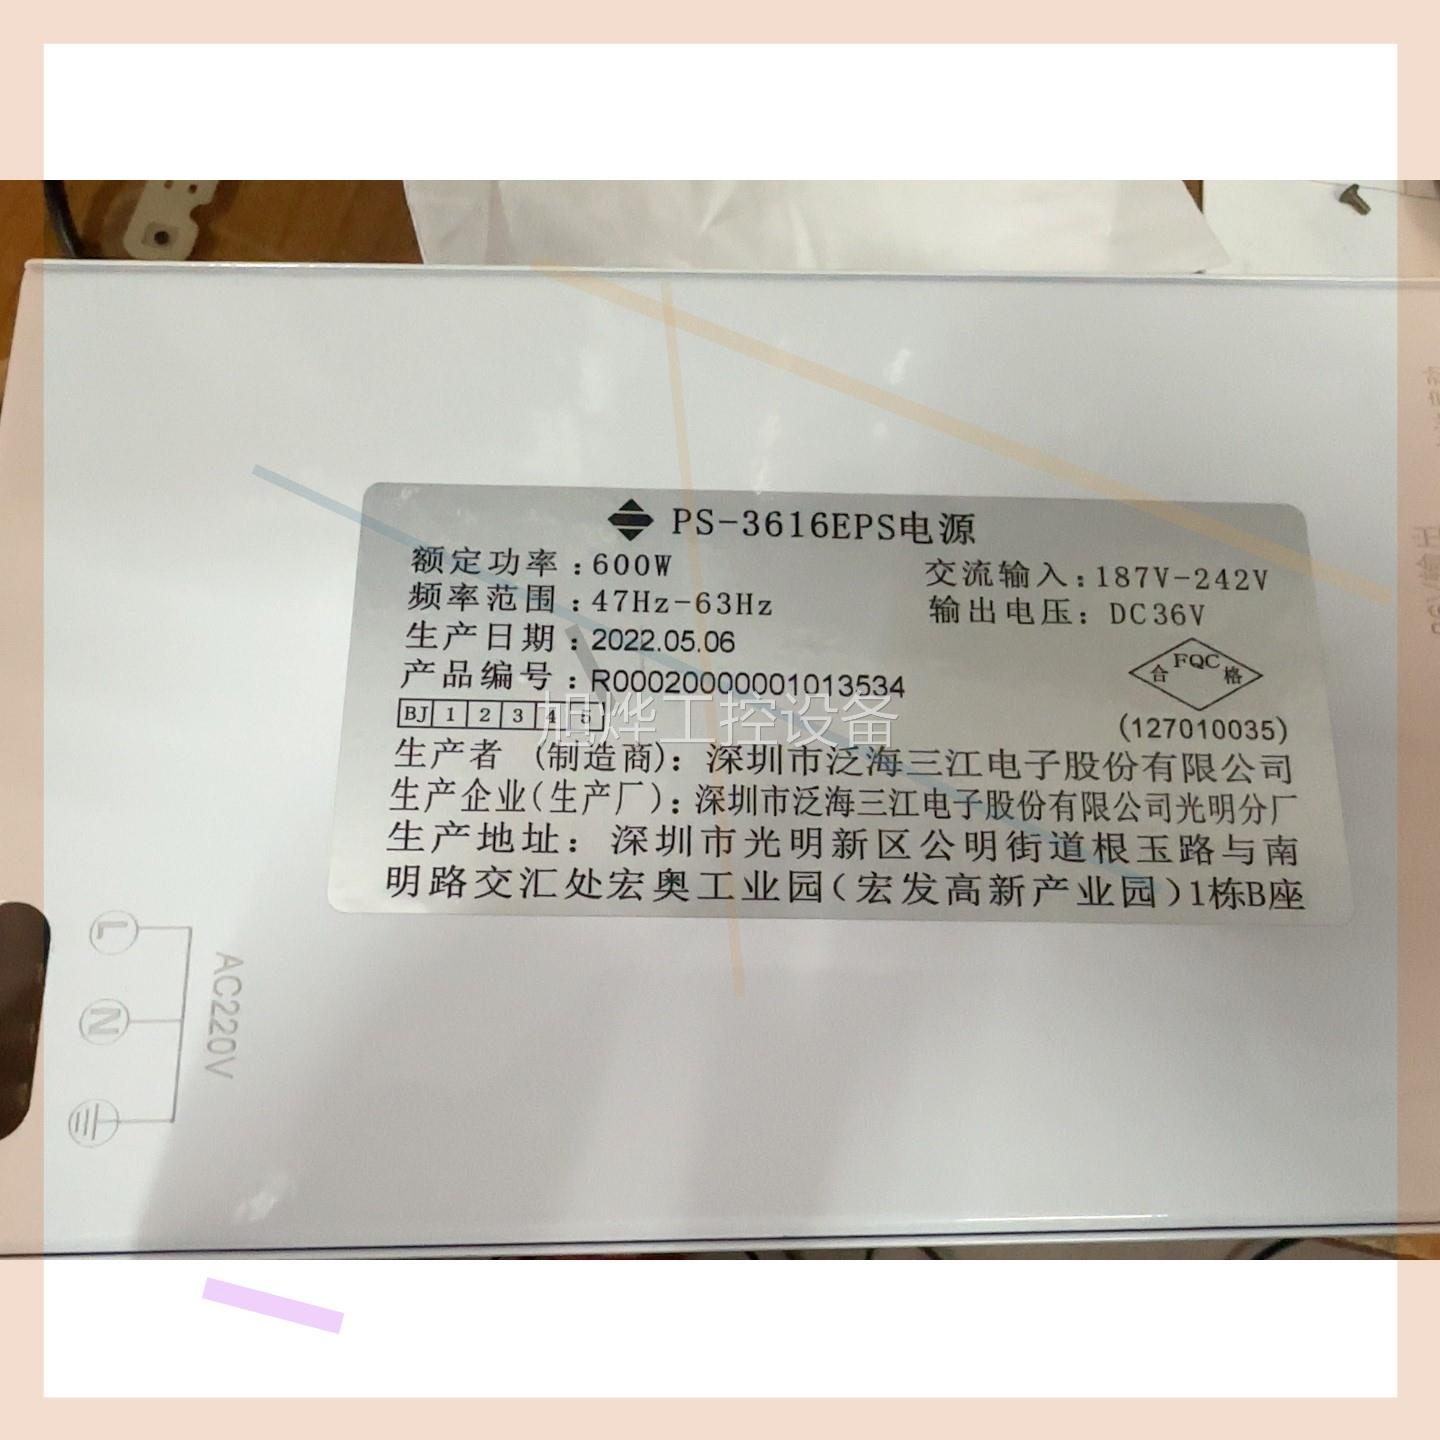 PS-3616EPS电源
额定功率：600W
交流输入：187V-242V
频率范围：47Hz-63Hz
输出电压：DC36V
生产日期：2022.05.06
产品编号：R00020000001013534
合 FQC 格
BJ 1 2 3 4 5
(127010035)
旭烨工控设备
生产者 (制造商)：深圳市泛海三江电子股份有限公司
生产企业(生产厂)：深圳市泛海三江电子股份有限公司光明分厂
生产地址：深圳市光明新区公明街道根玉路与南
明路交汇处宏奥工业园(宏发高新产业园)1栋B座
L
N
AC220V